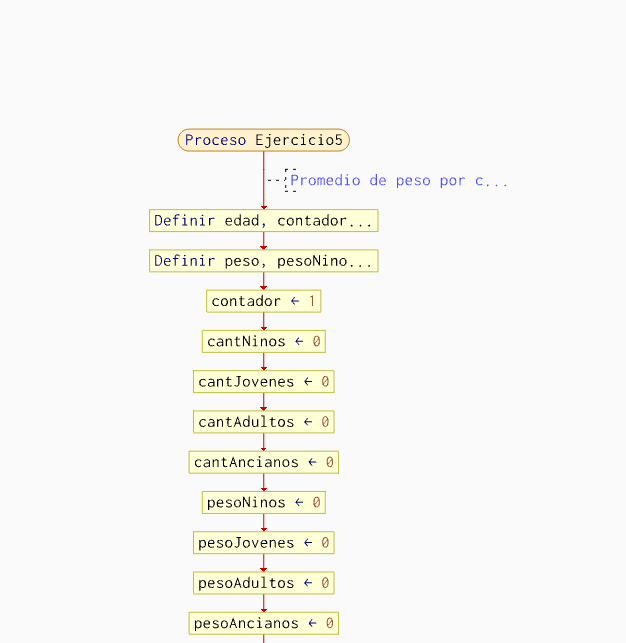 Proceso Ejercicio5
Promedio de peso por c...
Definir edad, contador...
Definir peso, pesoNino...
contador ← 1
cantNinos ← 0
cantJovenes ← 0
cantAdultos ← 0
cantAncianos ← 0
pesoNinos ← 0
pesoJovenes ← 0
pesoAdultos ← 0
pesoAncianos ← 0